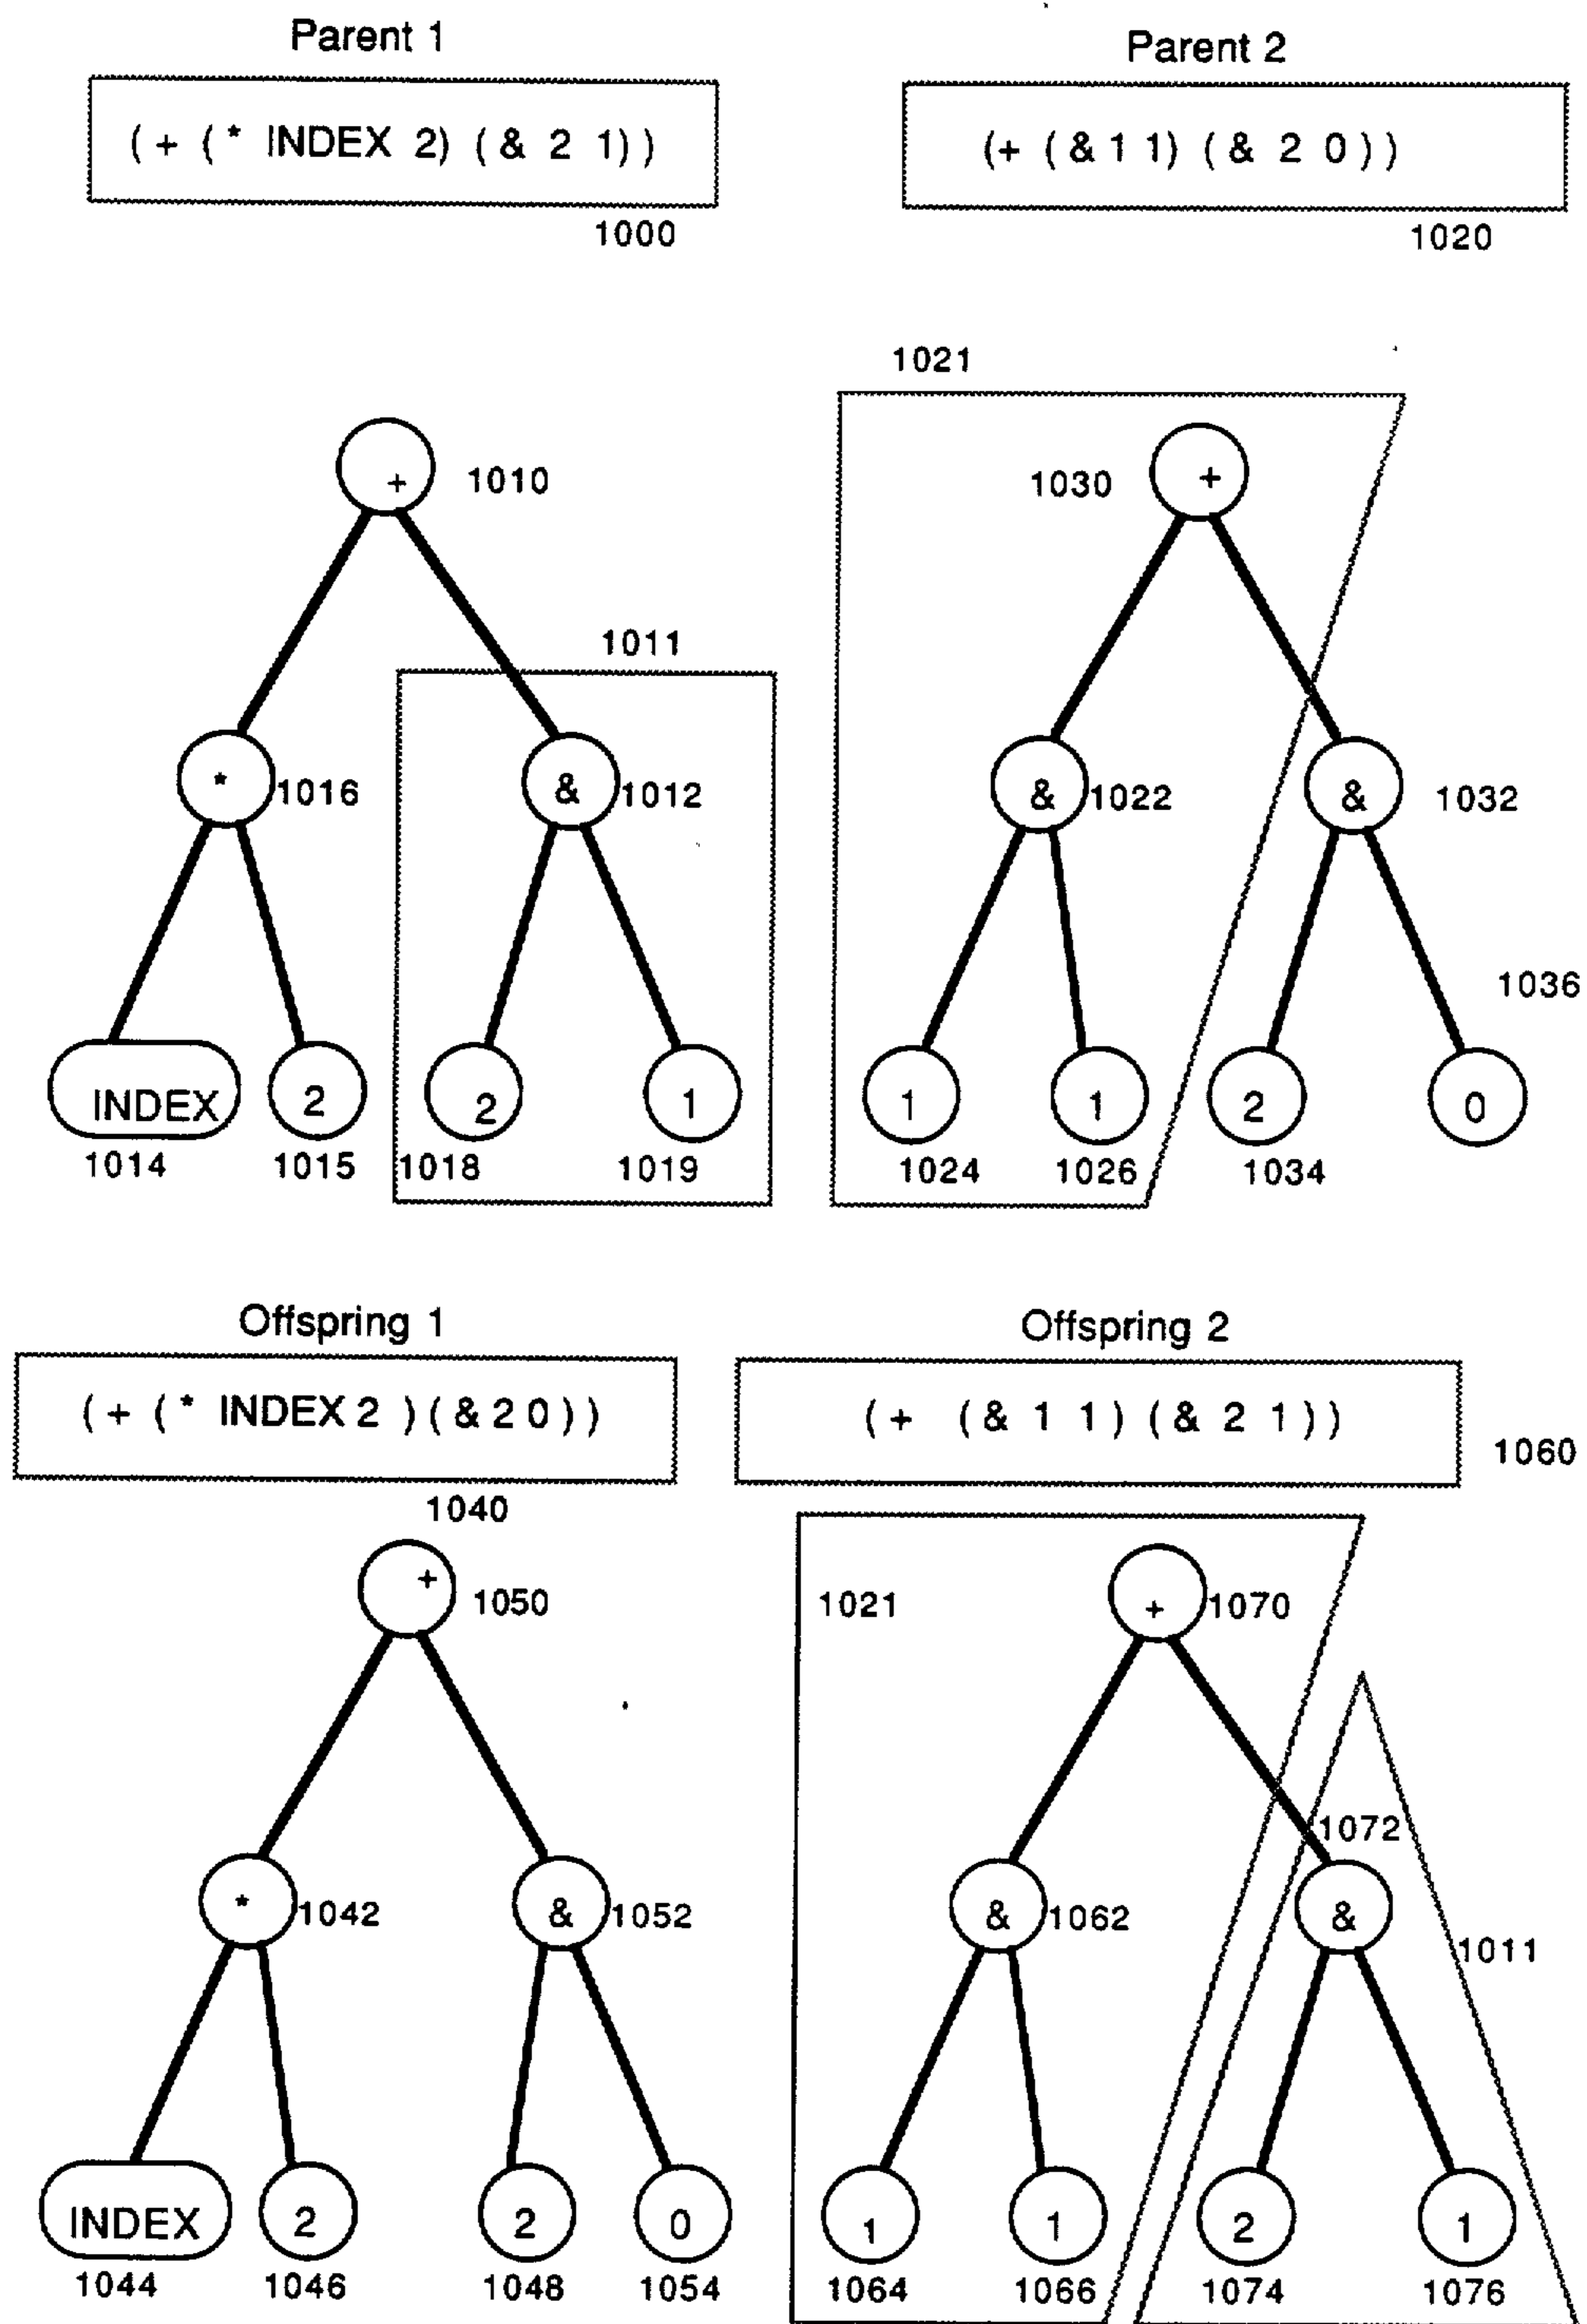 Parent 1
Parent 2
( + ( * INDEX 2) ( & 2 1 ) )
(+ ( & 1 1) ( & 2 0 ) )
1000
1020
1021
+ 1010
1030 +
1011
* 1016
& 1012
& 1022
& 1032
1036
INDEX 2 2 1
1 1 2 0
1014 1015 1018 1019
1024 1026 1034
Offspring 1
Offspring 2
( + ( * INDEX 2 ) ( & 2 0 ) )
( + ( & 1 1 ) ( & 2 1 ) )
1060
1040
+ 1050
1021 + 1070
1072
* 1042
& 1052
& 1062
&
1011
INDEX 2 2 0
1 1 2 1
1044 1046 1048 1054
1064 1066 1074 1076